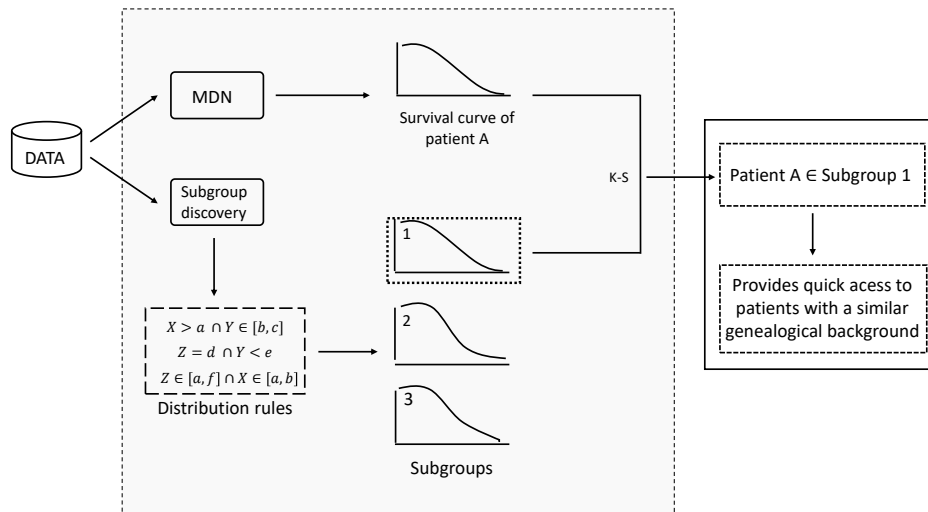 DATA
MDN
Survival curve of
patient A
Subgroup
discovery
K-S
Patient A ∈ Subgroup 1
Provides quick acess to
patients with a similar
genealogical background
1
2
3
Subgroups
X > a ∩ Y ∈ [b, c]
Z = d ∩ Y < e
Z ∈ [a, f] ∩ X ∈ [a, b]
Distribution rules